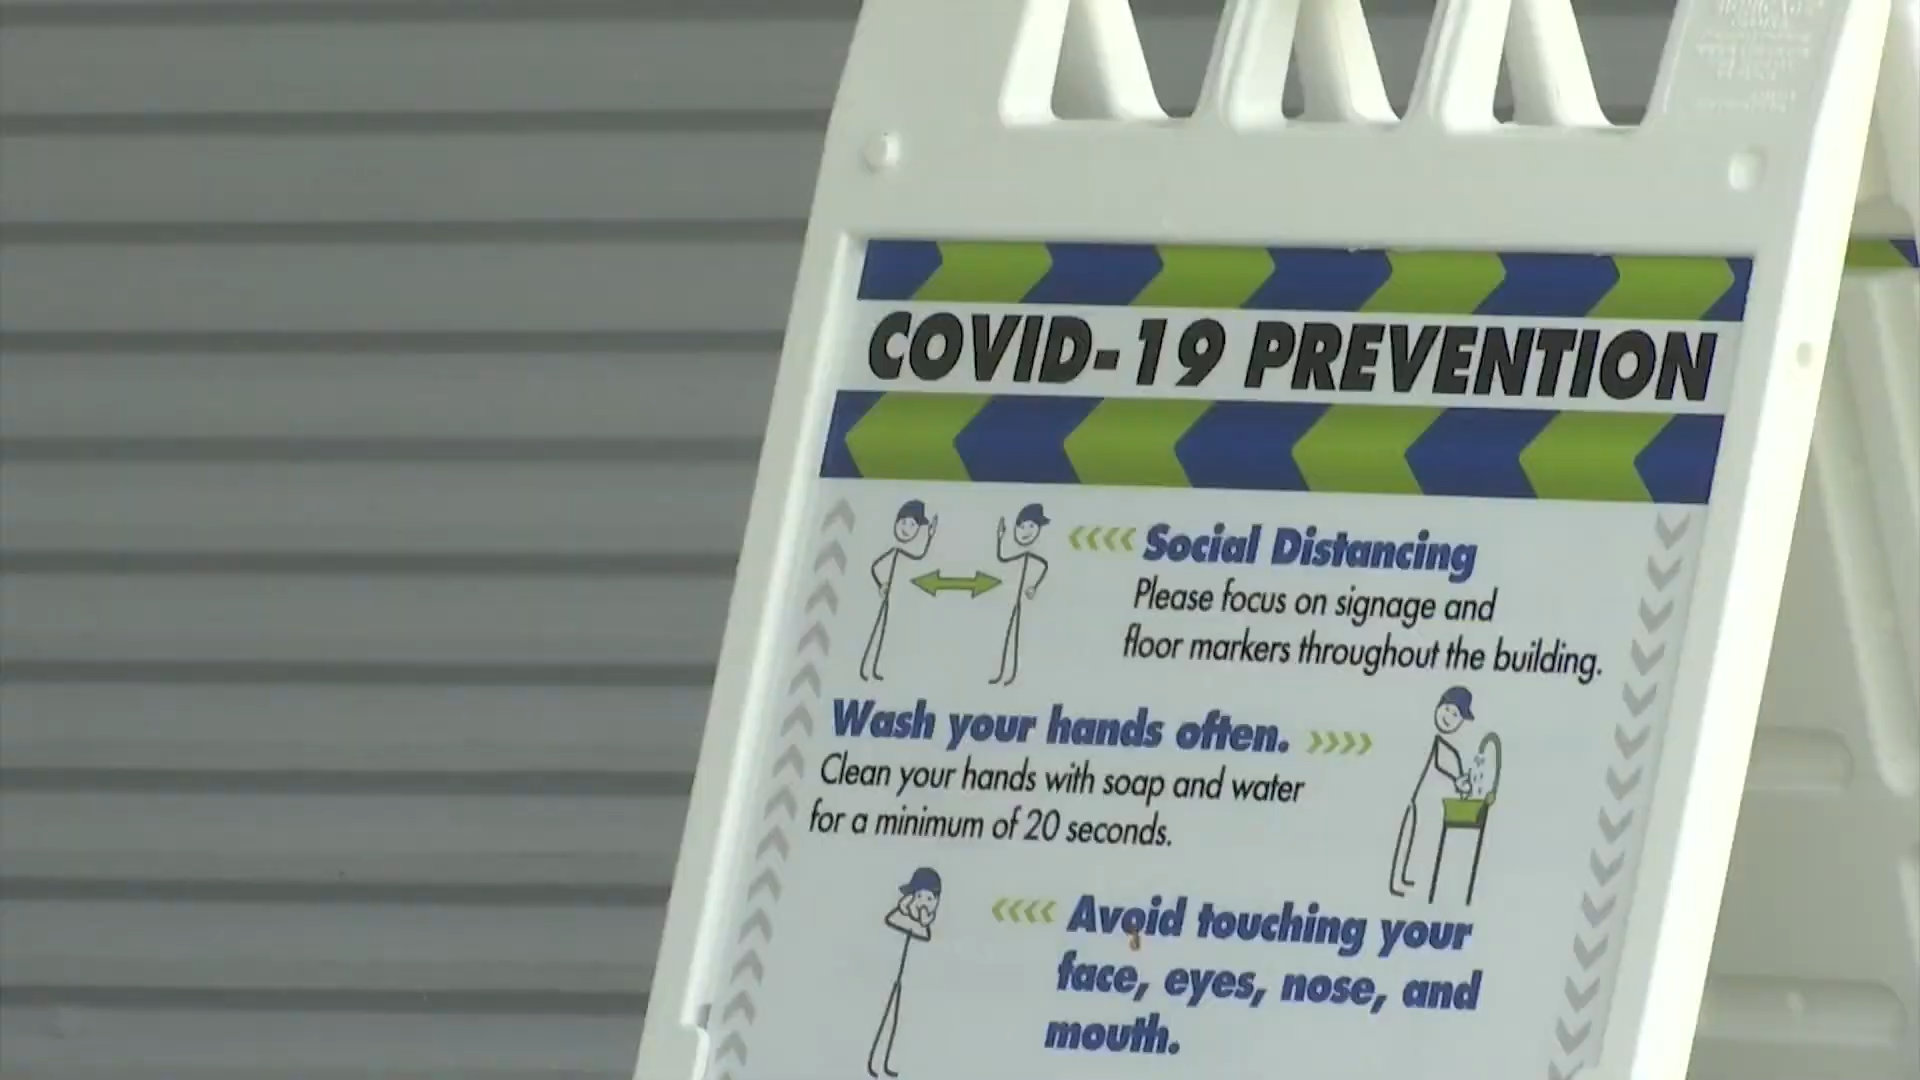 COVID-19 PREVENTION
Social Distancing
Please focus on signage and
floor markers throughout the building.
Wash your hands often.
Clean your hands with soap and water
for a minimum of 20 seconds.
Avoid touching your
face, eyes, nose, and
mouth.